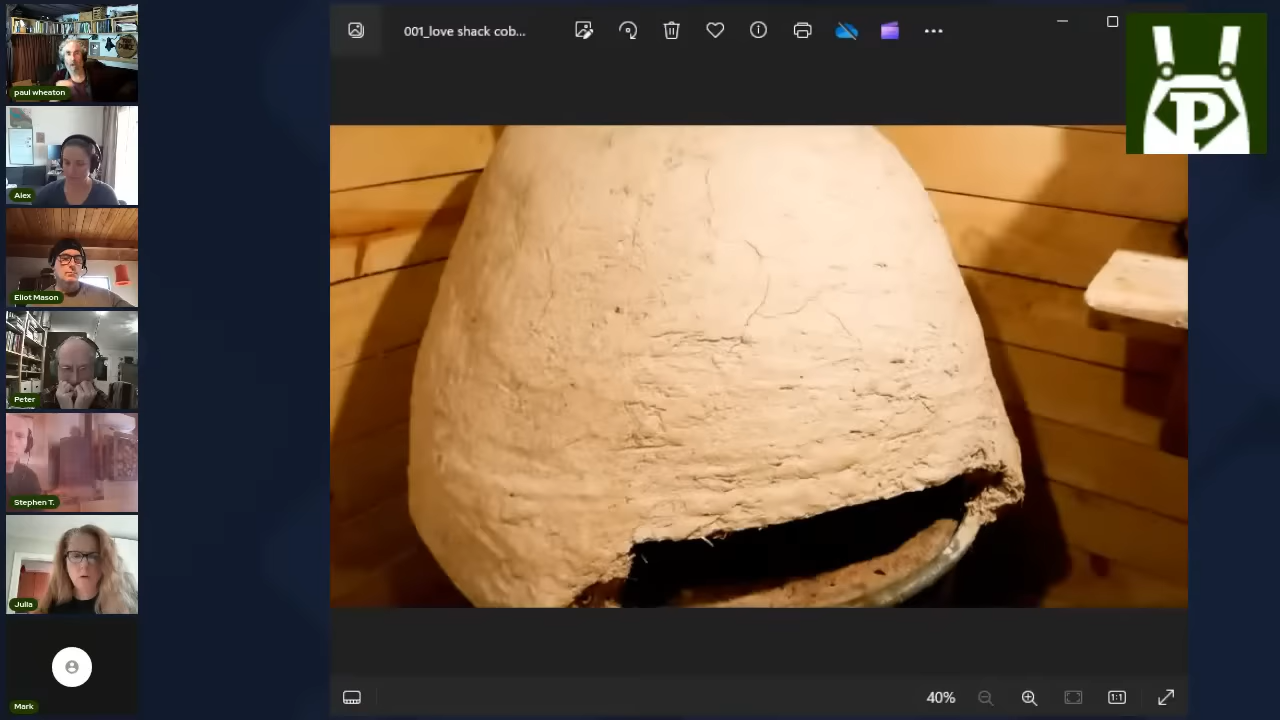 001_love shack cob...
paul wheaton
Alex
Eliot Mason
Peter
Stephen T.
Julia
Mark
P
40%
1:1